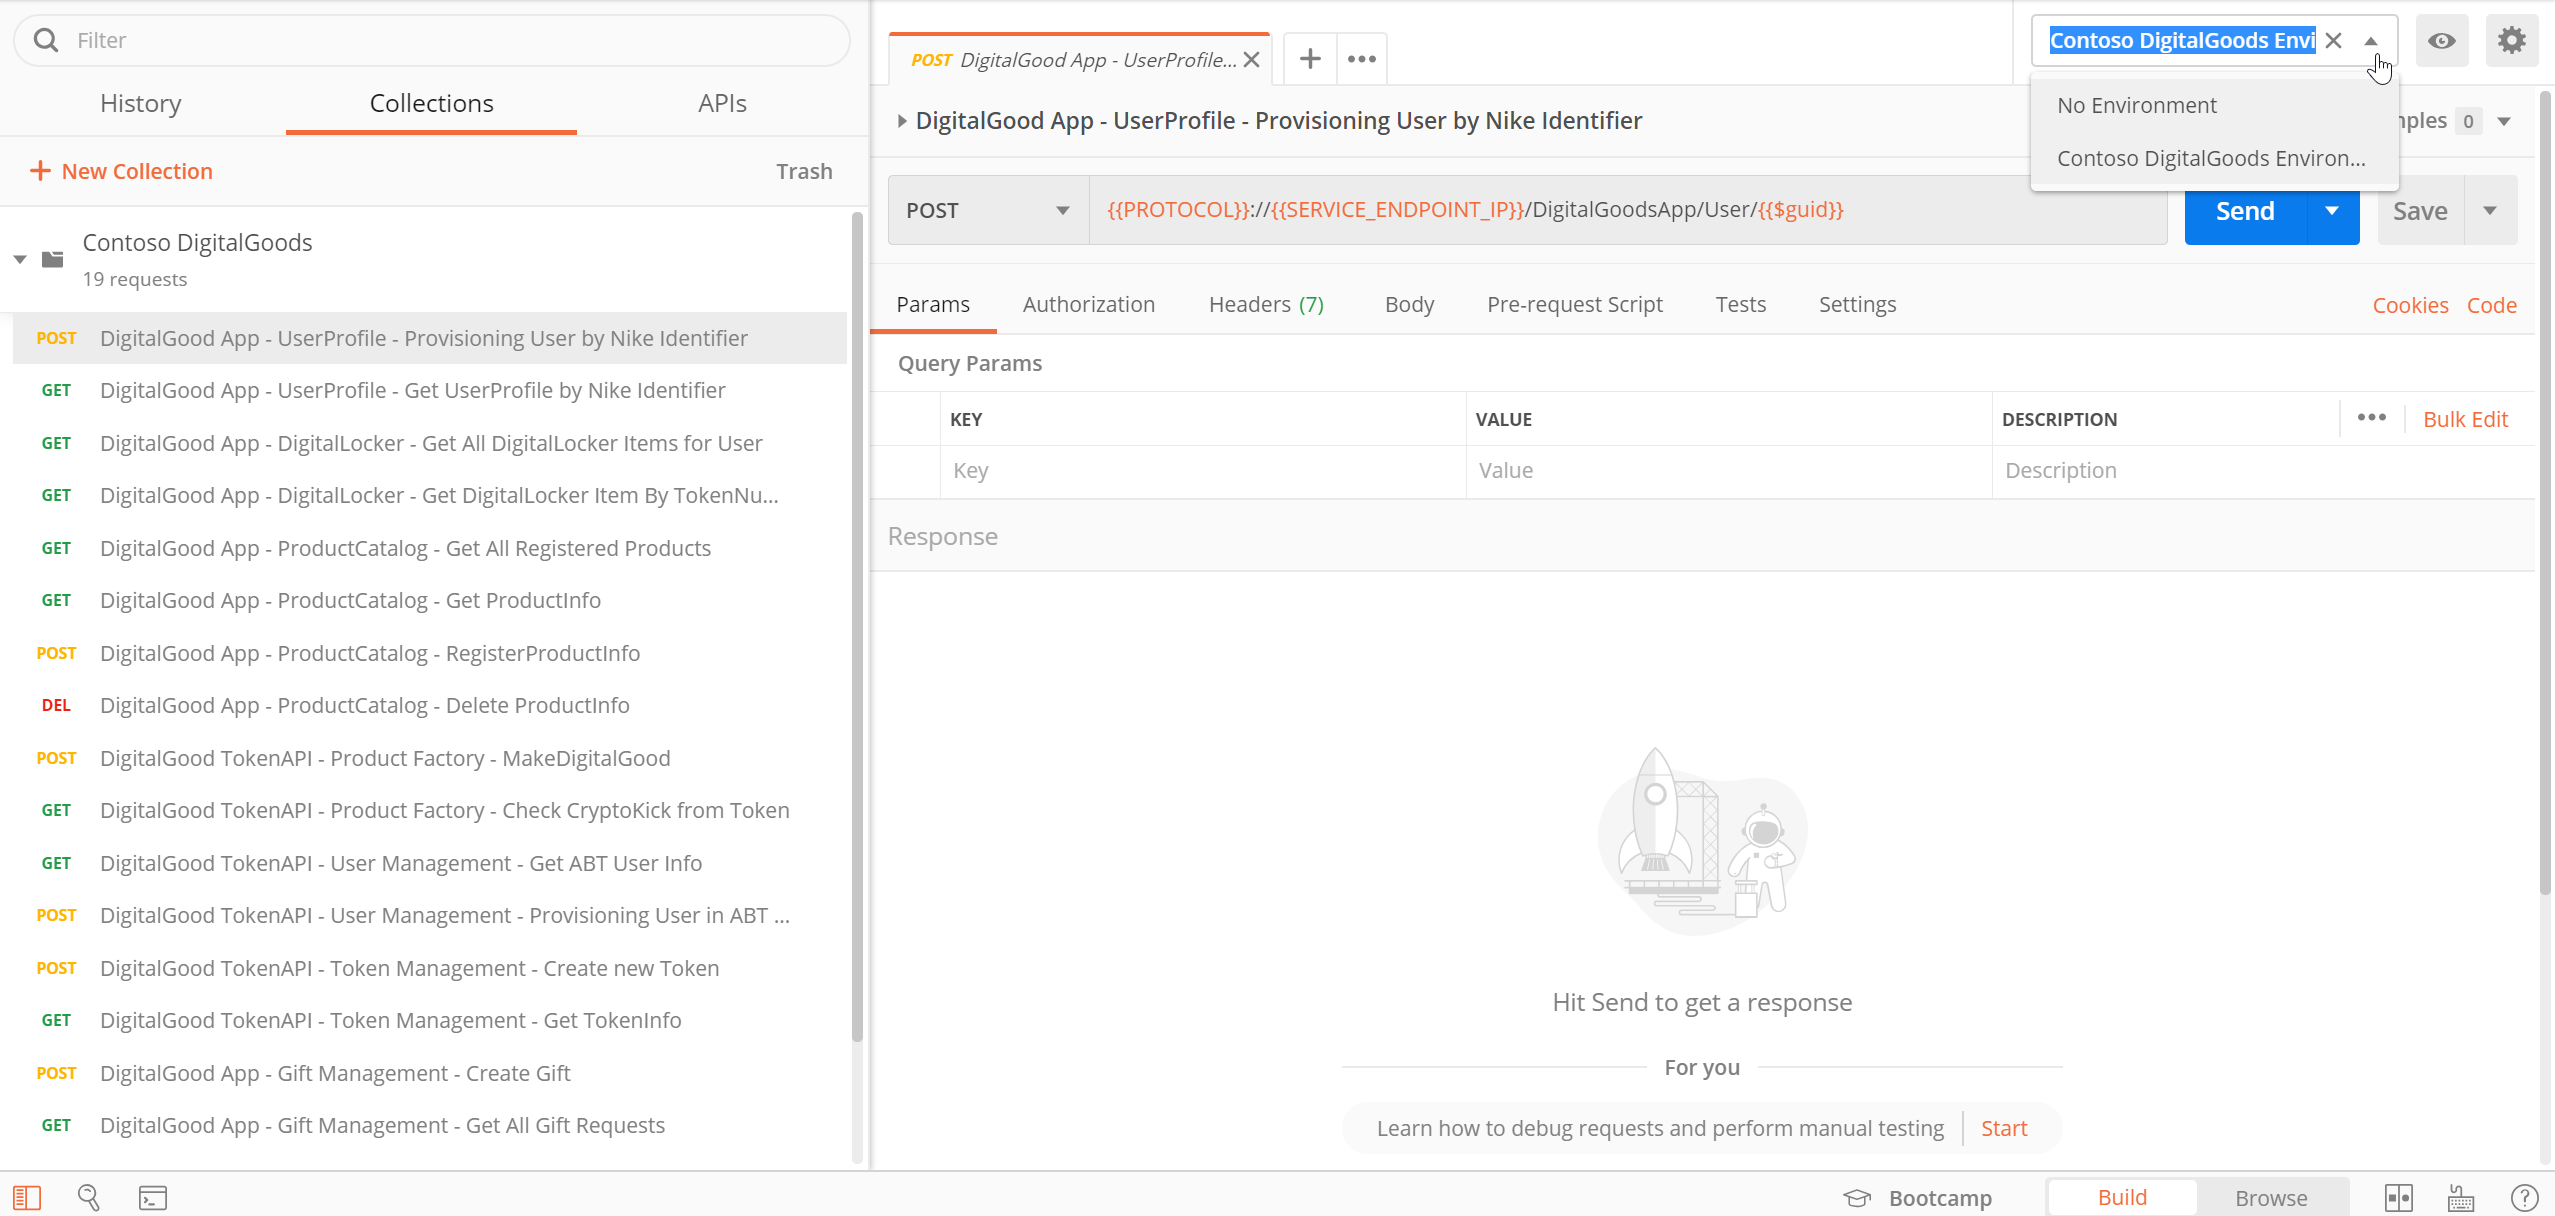 Filter
History
Collections
APIs
New Collection
Trash
Contoso DigitalGoods
19 requests
POST DigitalGood App - UserProfile - Provisioning User by Nike Identifier
GET DigitalGood App - UserProfile - Get UserProfile by Nike Identifier
GET DigitalGood App - DigitalLocker - Get All DigitalLocker Items for User
GET DigitalGood App - DigitalLocker - Get DigitalLocker Item By TokenNu...
GET DigitalGood App - ProductCatalog - Get All Registered Products
GET DigitalGood App - ProductCatalog - Get ProductInfo
POST DigitalGood App - ProductCatalog - RegisterProductInfo
DEL DigitalGood App - ProductCatalog - Delete ProductInfo
POST DigitalGood TokenAPI - Product Factory - MakeDigitalGood
GET DigitalGood TokenAPI - Product Factory - Check CryptoKick from Token
GET DigitalGood TokenAPI - User Management - Get ABT User Info
POST DigitalGood TokenAPI - User Management - Provisioning User in ABT ...
POST DigitalGood TokenAPI - Token Management - Create new Token
GET DigitalGood TokenAPI - Token Management - Get TokenInfo
POST DigitalGood App - Gift Management - Create Gift
GET DigitalGood App - Gift Management - Get All Gift Requests
POST DigitalGood App - UserProfile...
Contoso DigitalGoods Envi
No Environment
Contoso DigitalGoods Environ...
DigitalGood App - UserProfile - Provisioning User by Nike Identifier
ples 0
POST
{{PROTOCOL}}://{{SERVICE_ENDPOINT_IP}}/DigitalGoodsApp/User/{{$guid}}
Send
Save
Params
Authorization
Headers (7)
Body
Pre-request Script
Tests
Settings
Cookies
Code
Query Params
KEY
VALUE
DESCRIPTION
Bulk Edit
Key
Value
Description
Response
Hit Send to get a response
For you
Learn how to debug requests and perform manual testing
Start
Bootcamp
Build
Browse